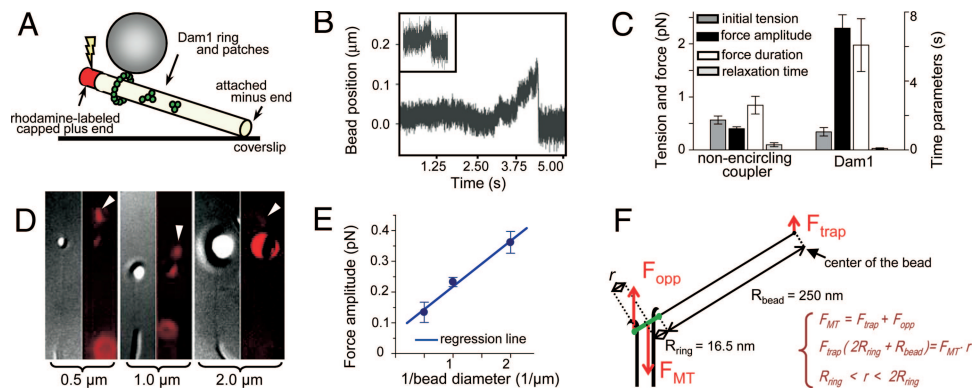 A
Dam1 ring
and patches
attached
minus end
rhodamine-labeled
capped plus end
coverslip
B
Bead position (μm)
0.2
0.1
0.0
1.25 2.50 3.75 5.00
Time (s)
C
Tension and force (pN)
2
1
0
initial tension
force amplitude
force duration
relaxation time
8
4
0
Time parameters (s)
non-encircling
coupler
Dam1
D
0.5 μm
1.0 μm
2.0 μm
E
Force amplitude (pN)
0.4
0.3
0.2
0.1
0
regression line
1 2
1/bead diameter (1/μm)
F
F_trap
center of the bead
F_opp
r
R_bead = 250 nm
R_ring = 16.5 nm
F_MT
F_MT = F_trap + F_opp
F_trap (2R_ring + R_bead) = F_MT · r
R_ring < r < 2R_ring